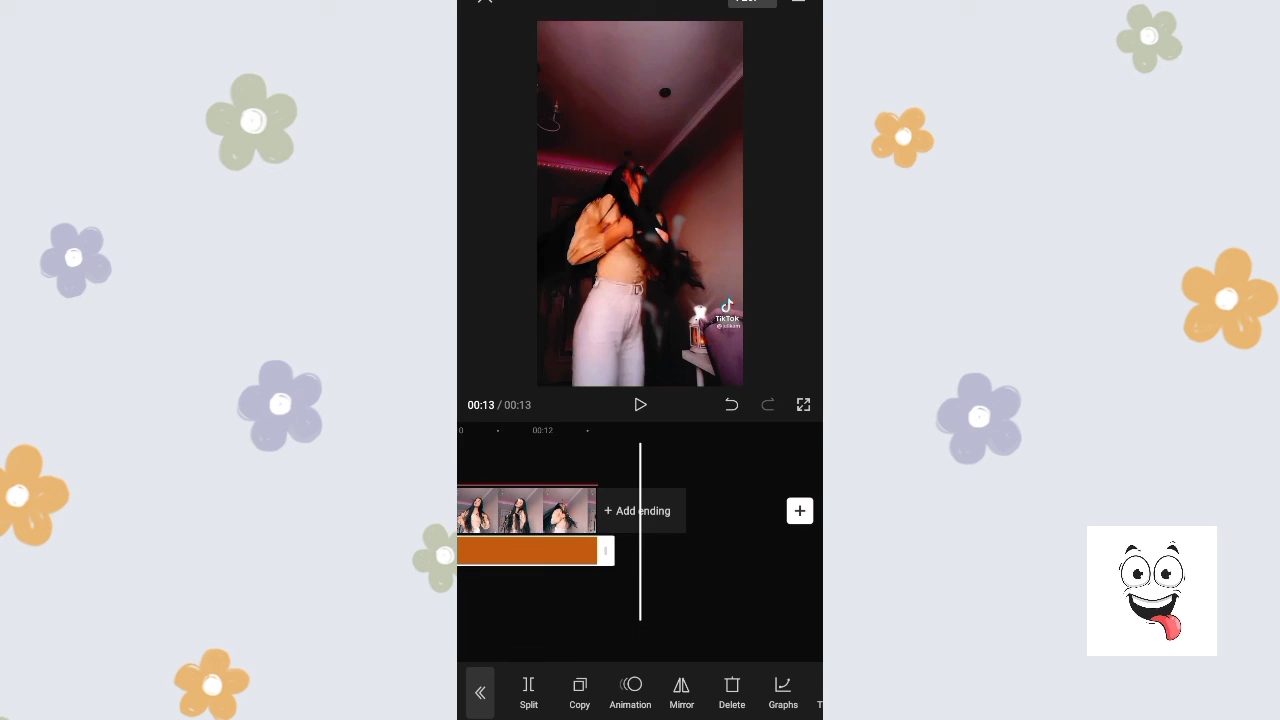 TikTok
00:13 / 00:13
00:12
+ Add ending
+
Split
Copy
Animation
Mirror
Delete
Graphs